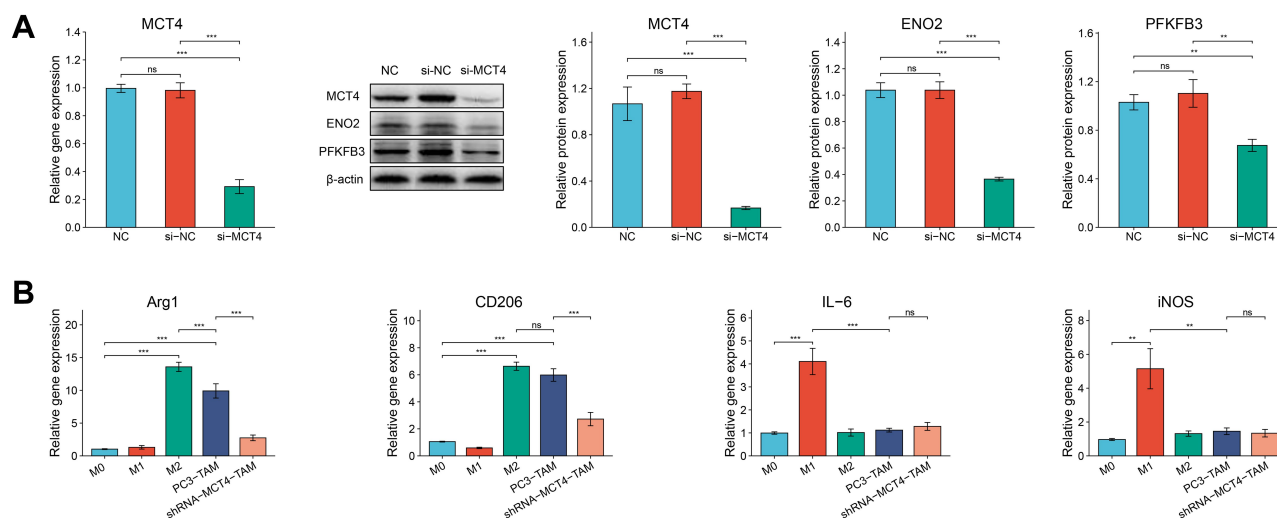 A
MCT4
Relative gene expression
1.4
1.2
1.0
0.8
0.6
0.4
0.2
0.0
***
***
ns
NC
si−NC
si−MCT4
NC
si-NC
si-MCT4
MCT4
ENO2
PFKFB3
β-actin
MCT4
Relative protein expression
1.6
1.2
0.8
0.4
0.0
***
***
ns
NC
si−NC
si−MCT4
ENO2
Relative protein expression
1.5
1.2
0.9
0.6
0.3
0.0
***
***
ns
NC
si−NC
si−MCT4
PFKFB3
Relative protein expression
1.6
1.2
0.8
0.4
0.0
**
**
ns
NC
si−NC
si−MCT4
B
Arg1
Relative gene expression
20
15
10
5
0
***
***
***
***
M0
M1
M2
PC3−TAM
shRNA−MCT4−TAM
CD206
Relative gene expression
10
8
6
4
2
0
***
ns
***
***
M0
M1
M2
PC3−TAM
shRNA−MCT4−TAM
IL−6
Relative gene expression
6
5
4
3
2
1
0
ns
***
***
M0
M1
M2
PC3−TAM
shRNA−MCT4−TAM
iNOS
Relative gene expression
8
6
4
2
0
ns
**
**
M0
M1
M2
PC3−TAM
shRNA−MCT4−TAM